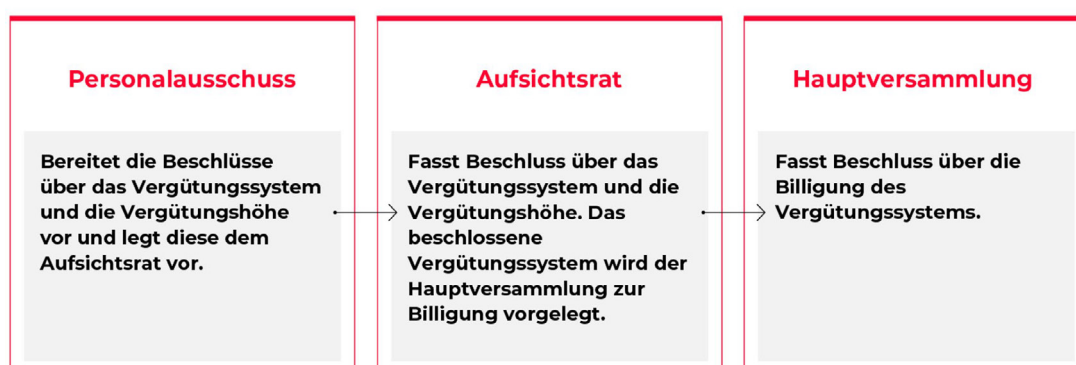 Personalausschuss
Bereitet die Beschlüsse
über das Vergütungssystem
und die Vergütungshöhe
vor und legt diese dem
Aufsichtsrat vor.
Aufsichtsrat
Fasst Beschluss über das
Vergütungssystem und die
Vergütungshöhe. Das
beschlossene
Vergütungssystem wird der
Hauptversammlung zur
Billigung vorgelegt.
Hauptversammlung
Fasst Beschluss über die
Billigung des
Vergütungssystems.